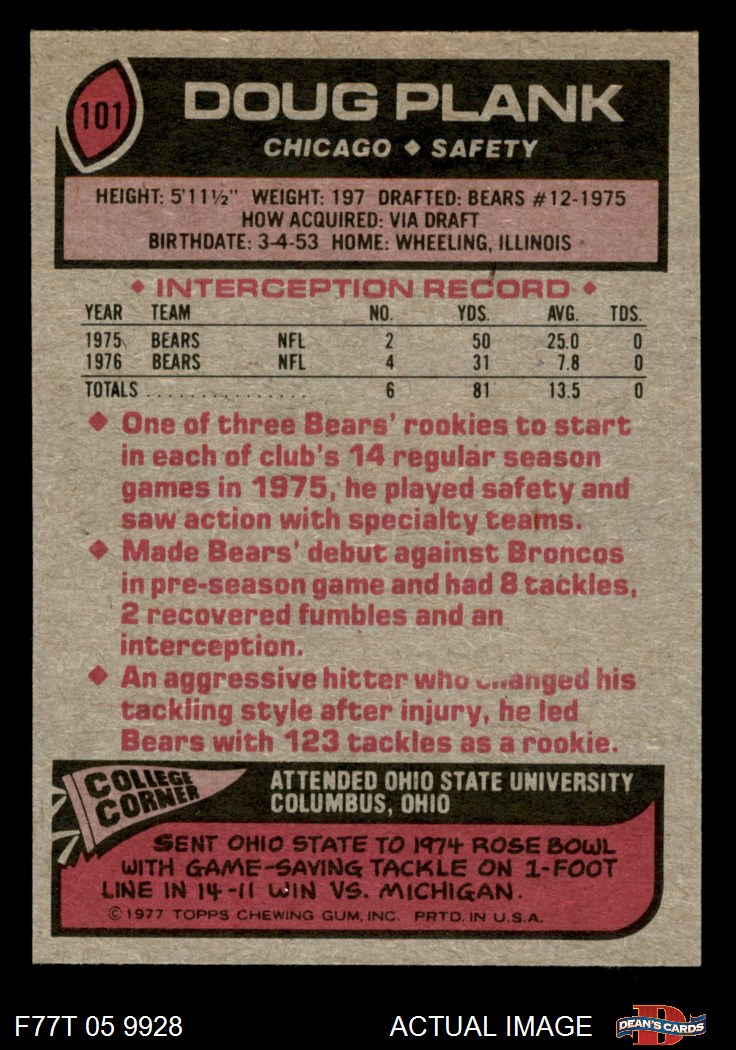 101
DOUG PLANK
CHICAGO ◆ SAFETY
HEIGHT: 5'11½" WEIGHT: 197 DRAFTED: BEARS #12-1975
HOW ACQUIRED: VIA DRAFT
BIRTHDATE: 3-4-53 HOME: WHEELING, ILLINOIS
◆ INTERCEPTION RECORD ◆
YEAR TEAM NO. YDS. AVG. TDS.
1975 BEARS NFL 2 50 25.0 0
1976 BEARS NFL 4 31 7.8 0
TOTALS . . . . . . . . . . . . . . . 6 81 13.5 0
◆ One of three Bears' rookies to start
in each of club's 14 regular season
games in 1975, he played safety and
saw action with specialty teams.
◆ Made Bears' debut against Broncos
in pre-season game and had 8 tackles,
2 recovered fumbles and an
interception.
◆ An aggressive hitter who changed his
tackling style after injury, he led
Bears with 123 tackles as a rookie.
COLLEGE
CORNER
ATTENDED OHIO STATE UNIVERSITY
COLUMBUS, OHIO
SENT OHIO STATE TO 1974 ROSE BOWL
WITH GAME-SAVING TACKLE ON 1-FOOT
LINE IN 14-11 WIN VS. MICHIGAN.
©1977 TOPPS CHEWING GUM, INC. PRTD. IN U.S.A.
F77T 05 9928 ACTUAL IMAGE
D
DEAN'S CARDS